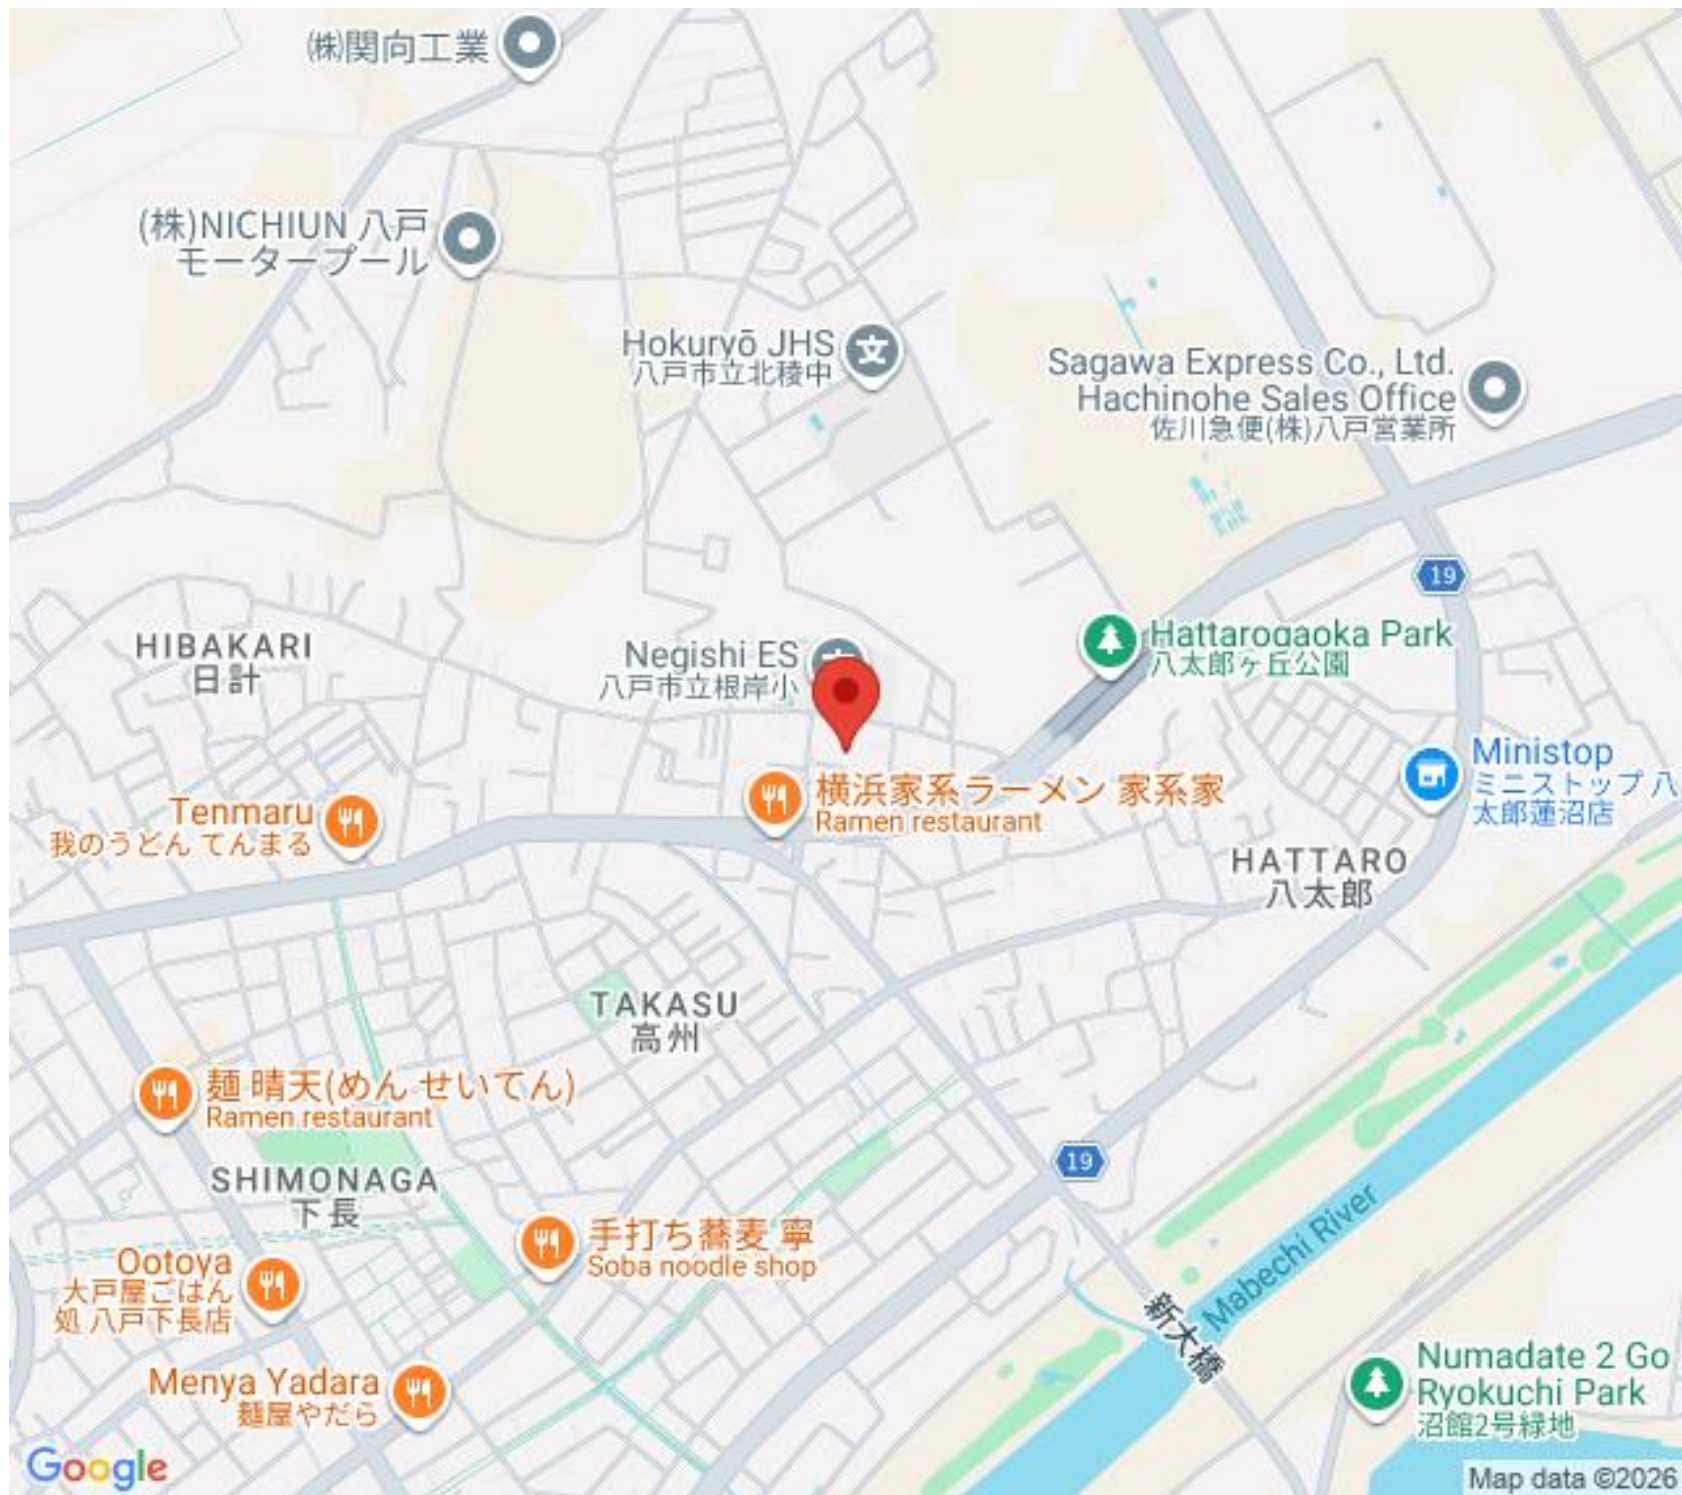 ㈱関向工業
(株)NICHIUN 八戸
モータープール
Hokuryō JHS
八戸市立北稜中
Sagawa Express Co., Ltd.
Hachinohe Sales Office
佐川急便(株)八戸営業所
19
HIBAKARI
日計
Negishi ES
八戸市立根岸小
Hattarogaoka Park
八太郎ヶ丘公園
Ministop
ミニストップ 八
太郎蓮沼店
Tenmaru
我のうどん てんまる
横浜家系ラーメン 家系家
Ramen restaurant
HATTARO
八太郎
TAKASU
高州
麺 晴天(めん せいてん)
Ramen restaurant
SHIMONAGA
下長
19
手打ち蕎麦 寧
Soba noodle shop
Mabechi River
新大橋
Ootoya
大戸屋ごはん
処 八戸下長店
Menya Yadara
麺屋やだら
Numadate 2 Go
Ryokuchi Park
沼館2号緑地
Google
Map data ©2026